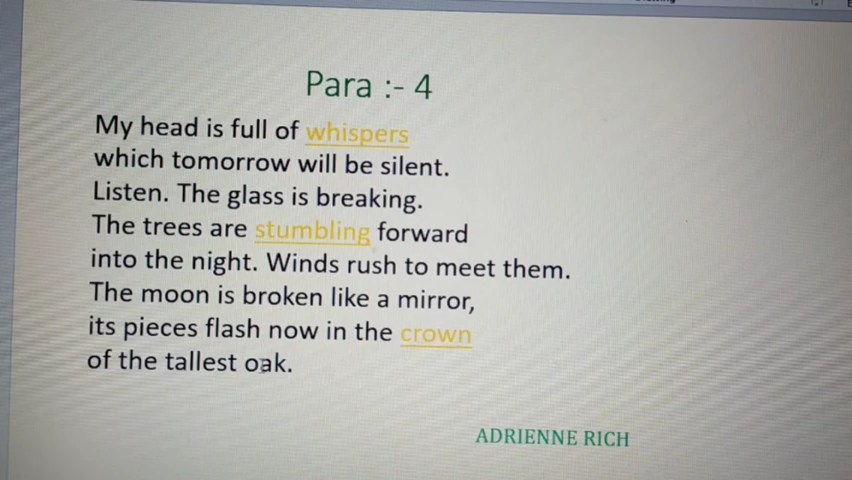 Para :- 4
My head is full of whispers
which tomorrow will be silent.
Listen. The glass is breaking.
The trees are stumbling forward
into the night. Winds rush to meet them.
The moon is broken like a mirror,
its pieces flash now in the crown
of the tallest oak.
ADRIENNE RICH